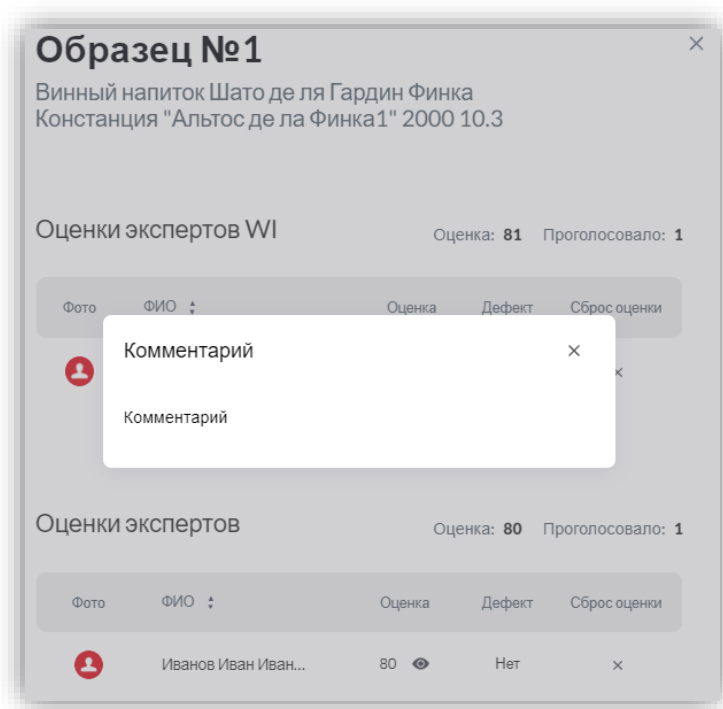 Образец №1
Винный напиток Шато де ля Гардин Финка
Констанция "Альтос де ла Финка1" 2000 10.3
Оценки экспертов WI Оценка: 81 Проголосовало: 1
Фото ФИО Оценка Дефект Сброс оценки
Комментарий
Комментарий
Оценки экспертов Оценка: 80 Проголосовало: 1
Фото ФИО Оценка Дефект Сброс оценки
Иванов Иван Иван... 80 Нет